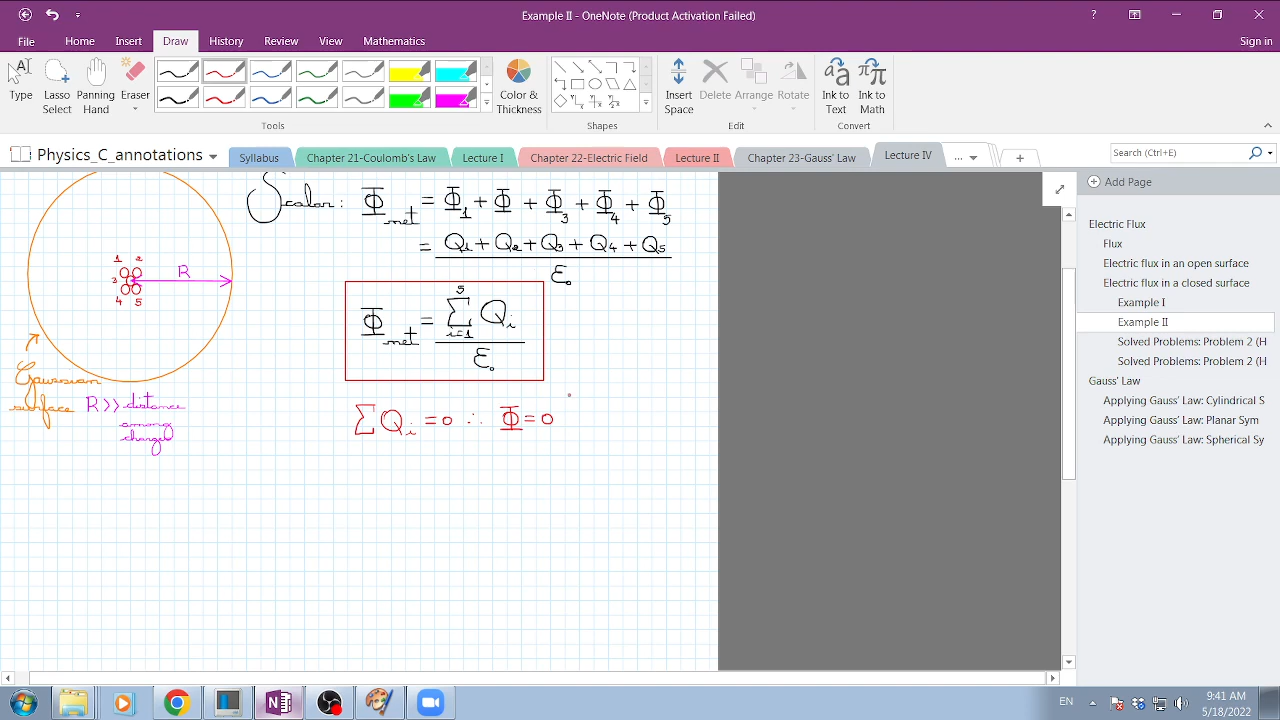 Example II - OneNote (Product Activation Failed)
?
File Home Insert Draw History Review View Mathematics
Sign in
Type
Lasso Select
Panning Hand
Eraser
Color & Thickness
Insert Space
Delete
Arrange
Rotate
Ink to Text
Ink to Math
Tools
Shapes
Edit
Convert
Physics_C_annotations
Syllabus
Chapter 21-Coulomb's Law
Lecture I
Chapter 22-Electric Field
Lecture II
Chapter 23-Gauss' Law
Lecture IV
...
Search (Ctrl+E)
Add Page
Electric Flux
Flux
Electric flux in an open surface
Electric flux in a closed surface
Example I
Example II
Solved Problems: Problem 2 (H
Solved Problems: Problem 2 (H
Gauss' Law
Applying Gauss' Law: Cylindrical S
Applying Gauss' Law: Planar Sym
Applying Gauss' Law: Spherical Sy
Scalar: Φnet = Φ1 + Φ + Φ3 + Φ4 + Φ5
= Q1 + Q2 + Q3 + Q4 + Q5
ε₀
1 2
3
4 5
R
5
Φnet = Σ Qi
i=1
ε₀
Gaussian
surface
R >> distance
among
charges
ΣQi = 0 ∴ Φ = 0
EN
9:41 AM
5/18/2022